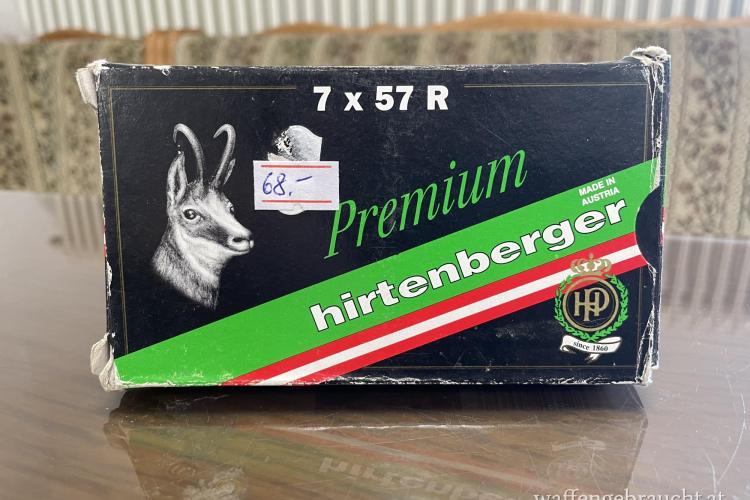 7 x 57 R
68.-
Premium
MADE IN
AUSTRIA
hirtenberger
HP
since 1860
waffengebraucht.at